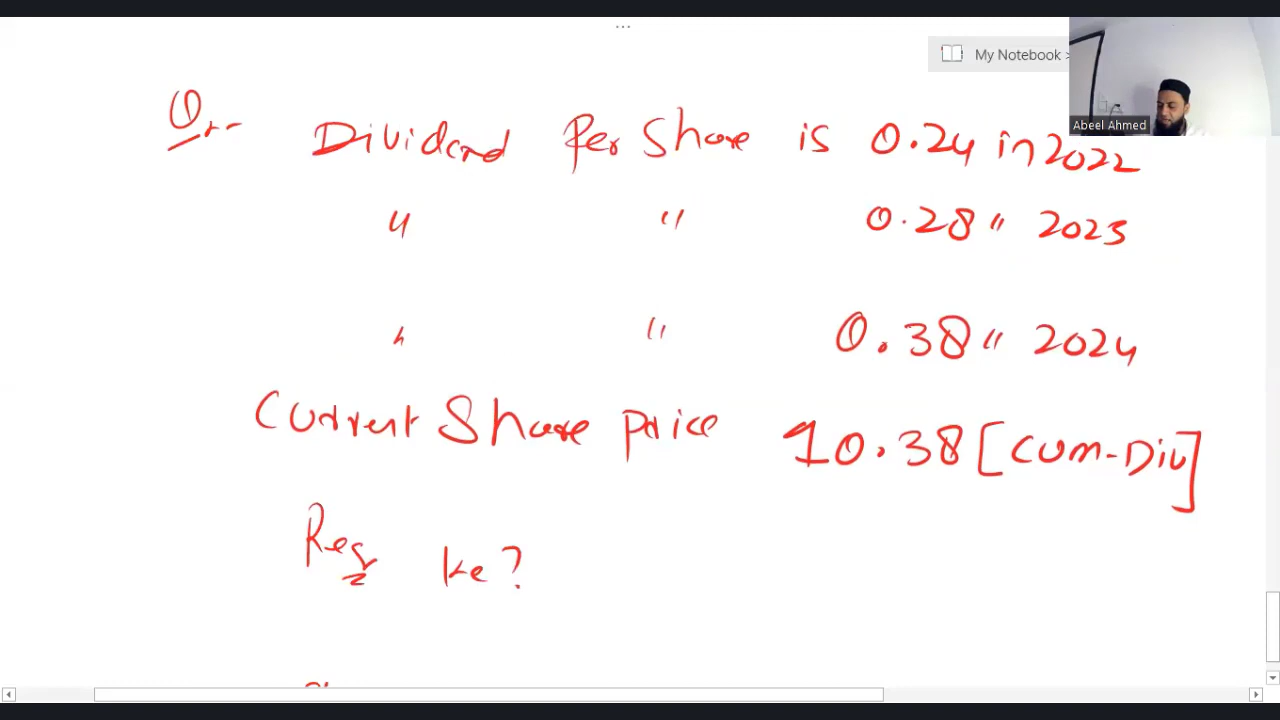 ...
My Notebook >
Abeel Ahmed
Q:-
Dividend Per Share is 0.24 in 2022
" " 0.28 " 2023
" " 0.38 " 2024
Current Share price 10.38 [cum-Div]
Req Ke?